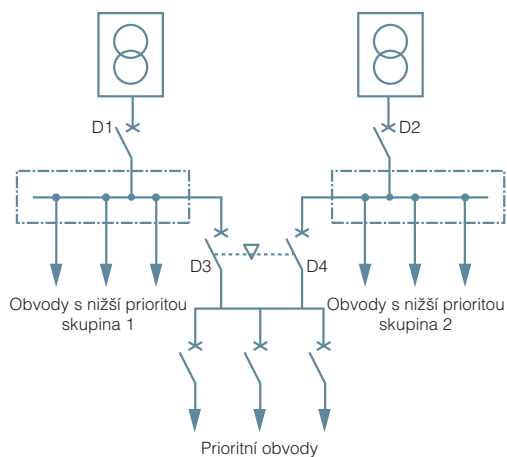 D1
D2
D3
D4
Obvody s nižší prioritou
skupina 1
Obvody s nižší prioritou
skupina 2
Prioritní obvody